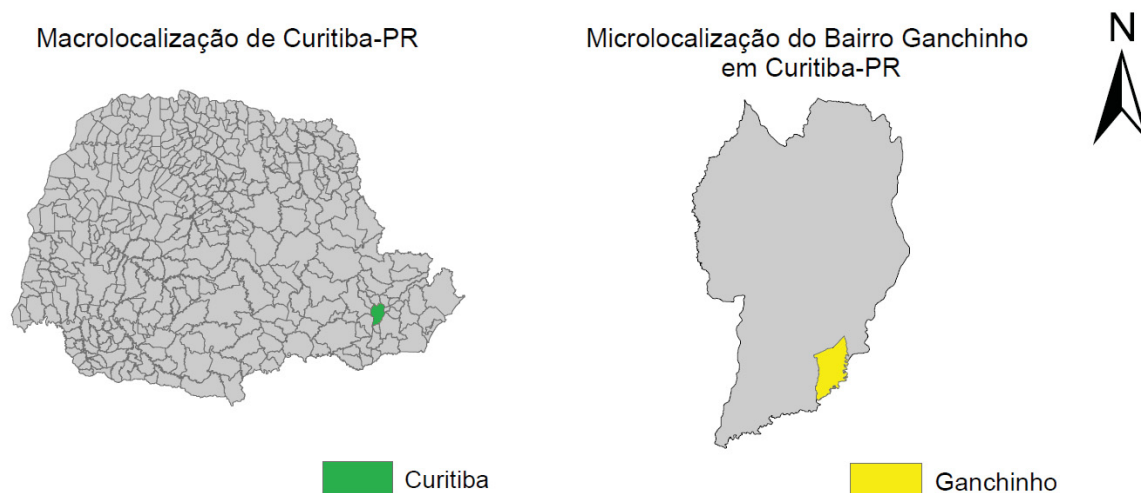 Macrolocalização de Curitiba-PR
Microlocalização do Bairro Ganchinho
em Curitiba-PR
N
Curitiba
Ganchinho